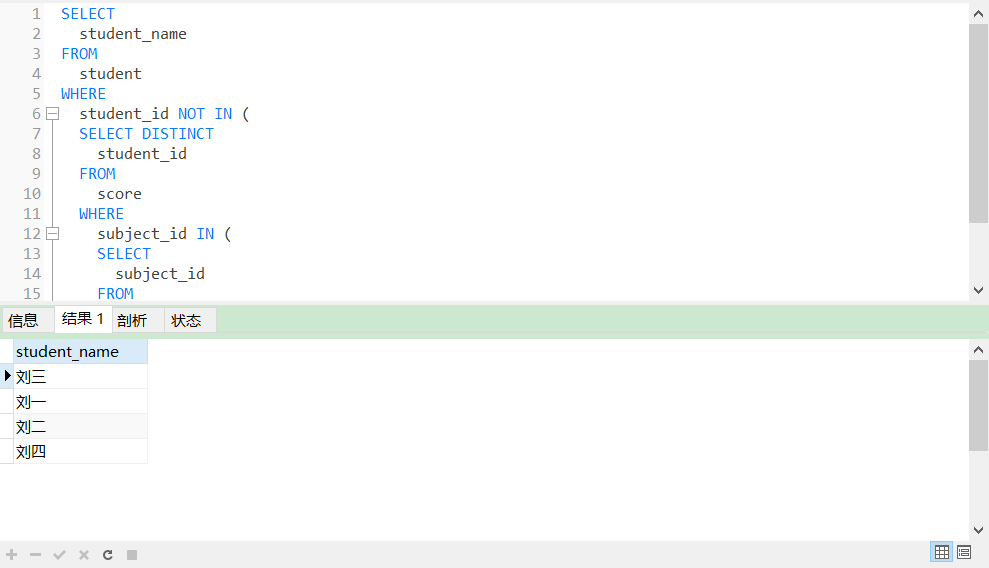 1 SELECT
2 student_name
3 FROM
4 student
5 WHERE
6 student_id NOT IN (
7 SELECT DISTINCT
8 student_id
9 FROM
10 score
11 WHERE
12 subject_id IN (
13 SELECT
14 subject_id
15 FROM
信息 结果 1 剖析 状态
student_name
刘三
刘一
刘二
刘四